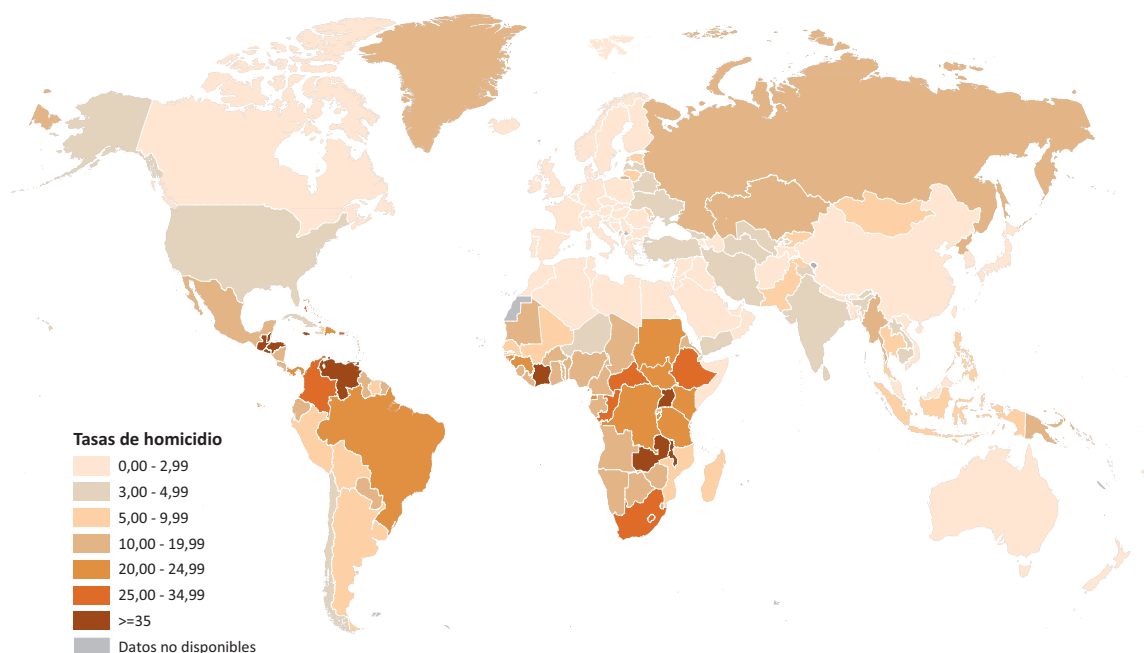 Tasas de homicidio
0,00 - 2,99
3,00 - 4,99
5,00 - 9,99
10,00 - 19,99
20,00 - 24,99
25,00 - 34,99
>=35
Datos no disponibles